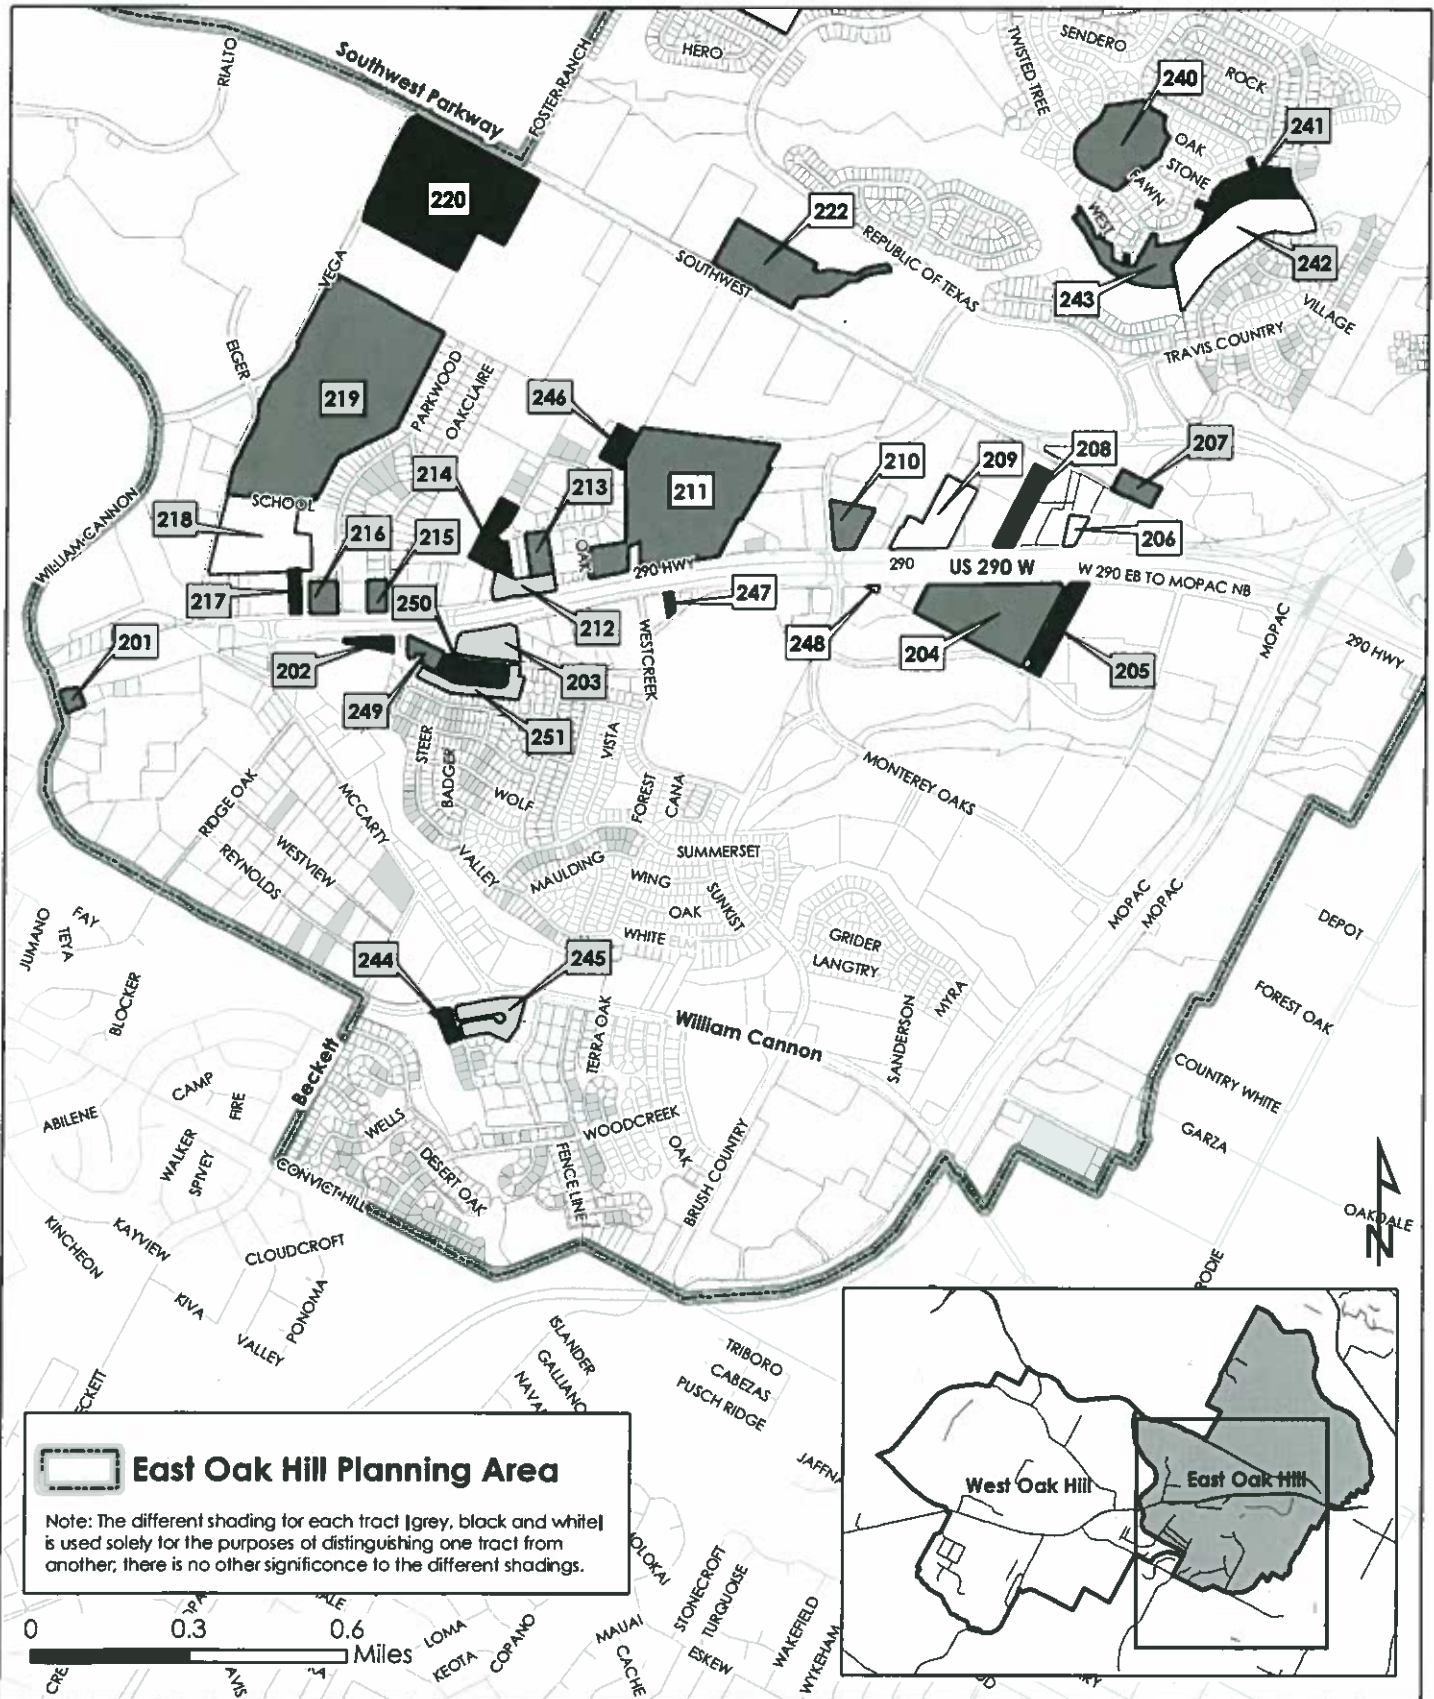 HERO
SENDERO
TWISTED TREE
ROCK
RIALTO
Southwest Parkway
FOSTER RANCH
240
241
OAK
STONE
FAWN
WEST
220
222
REPUBLIC OF TEXAS
SOUTHWEST
242
243
VILLAGE
TRAVIS COUNTRY
VEGA
EIGER
219
PARKWOOD
OAKCLAIRE
246
214
213
211
210
209
208
207
SCHOOL
218
216
215
OAK
290 HWY
206
290
US 290 W
W 290 EB TO MOPAC NB
WILLIAM CANNON
217
250
212
247
248
204
205
MOPAC
290 HWY
201
202
203
WESTCREEK
249
251
STEER
BADGER
VISTA
WOLF
FOREST
CANA
MONTEREY OAKS
RIDGE OAK
MCCARTY
WESTVIEW
REYNOLDS
VALLEY
MAULDING
SUMMERSET
WING
SUNKIST
OAK
WHITE
ELM
GRIDER
LANGTRY
MYRA
SANDERSON
MOPAC
MOPAC
DEPOT
FOREST OAK
JUMANO
FAY
TEYA
BLOCKER
244
245
TERRA OAK
William Cannon
COUNTRY WHITE
GARZA
Beckett
CAMP
FIRE
ABILENE
WALKER
SPIVEY
WELLS
WOODCREEK
OAK
DESERT OAK
FENCE LINE
BRUSH COUNTRY
CONVICT HILL
OAKDALE
N
KINCHEON
KAYVIEW
CLOUDCROFT
KIVA
PONOMA
VALLEY
RODIE
ISLANDER
GALLIANO
NAVA
TRIBORO
CABEZAS
PUSCH RIDGE
ECKETT
JAFFNA
East Oak Hill Planning Area
Note: The different shading for each tract |grey, black and white|
is used solely for the purposes of distinguishing one tract from
another; there is no other significonce to the different shadings.
West Oak Hill
East Oak Hill
MOLOKAI
STONECROFT
TURQUOISE
0 0.3 0.6
Miles
LOMA
KEOTA
COPANO
MAUAI
CACHE
ESKEW
WAKEFIELD
WYKEHAM
CRE
AVIS